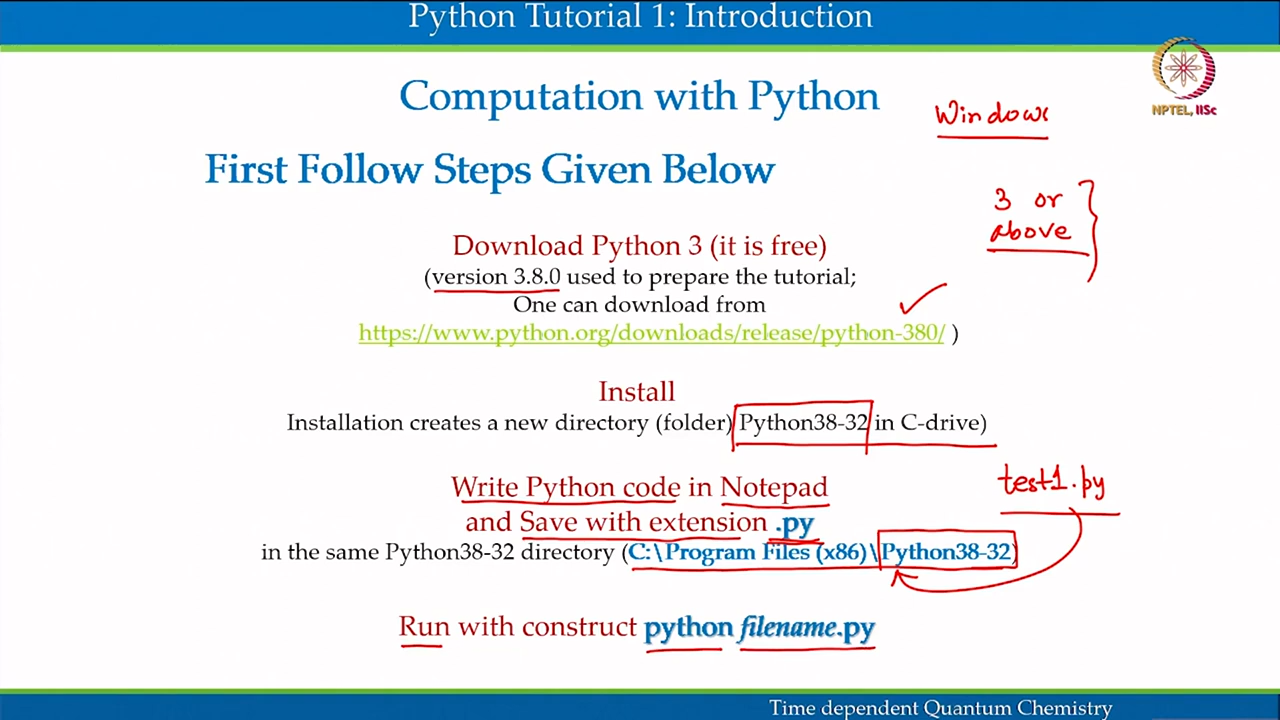 Python Tutorial 1: Introduction
Computation with Python
Windows
NPTEL, IISc
First Follow Steps Given Below
3 or
above
Download Python 3 (it is free)
(version 3.8.0 used to prepare the tutorial;
One can download from
https://www.python.org/downloads/release/python-380/ )
Install
Installation creates a new directory (folder) Python38-32 in C-drive)
Write Python code in Notepad
test1.py
and Save with extension .py
in the same Python38-32 directory (C:\Program Files (x86)\Python38-32)
Run with construct python filename.py
Time dependent Quantum Chemistry